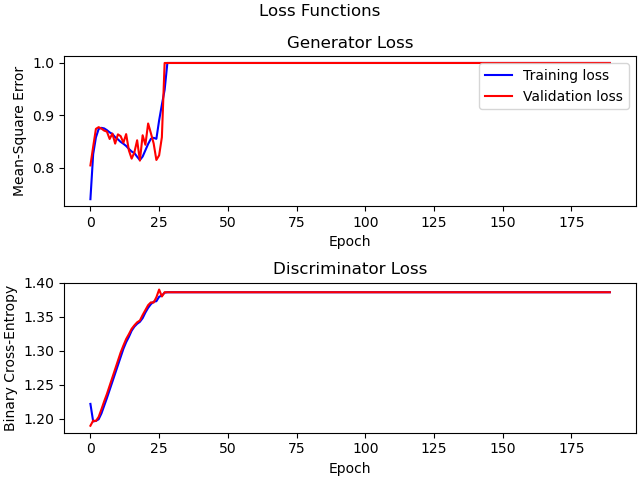 Loss Functions
Generator Loss
Mean-Square Error
1.0
0.9
0.8
Training loss
Validation loss
0 25 50 75 100 125 150 175
Epoch
Discriminator Loss
Binary Cross-Entropy
1.40
1.35
1.30
1.25
1.20
0 25 50 75 100 125 150 175
Epoch